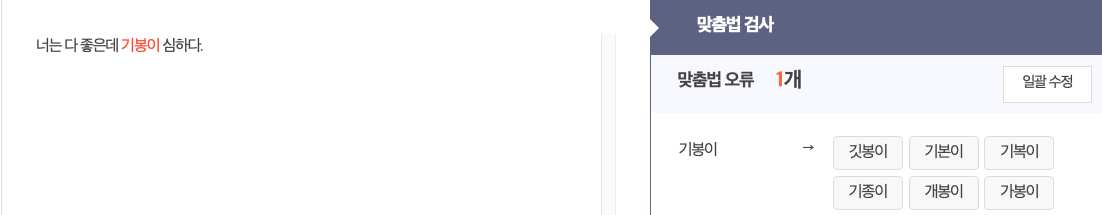 너는 다 좋은데 기봉이 심하다.
맞춤법 검사
맞춤법 오류 1개
일괄 수정
기봉이 → 깃봉이 기본이 기복이
기종이 개봉이 가봉이